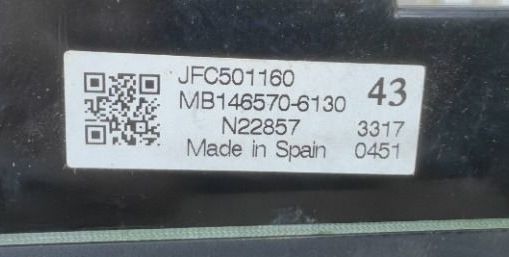 JFC501160
MB146570-6130 43
N22857 3317
Made in Spain 0451